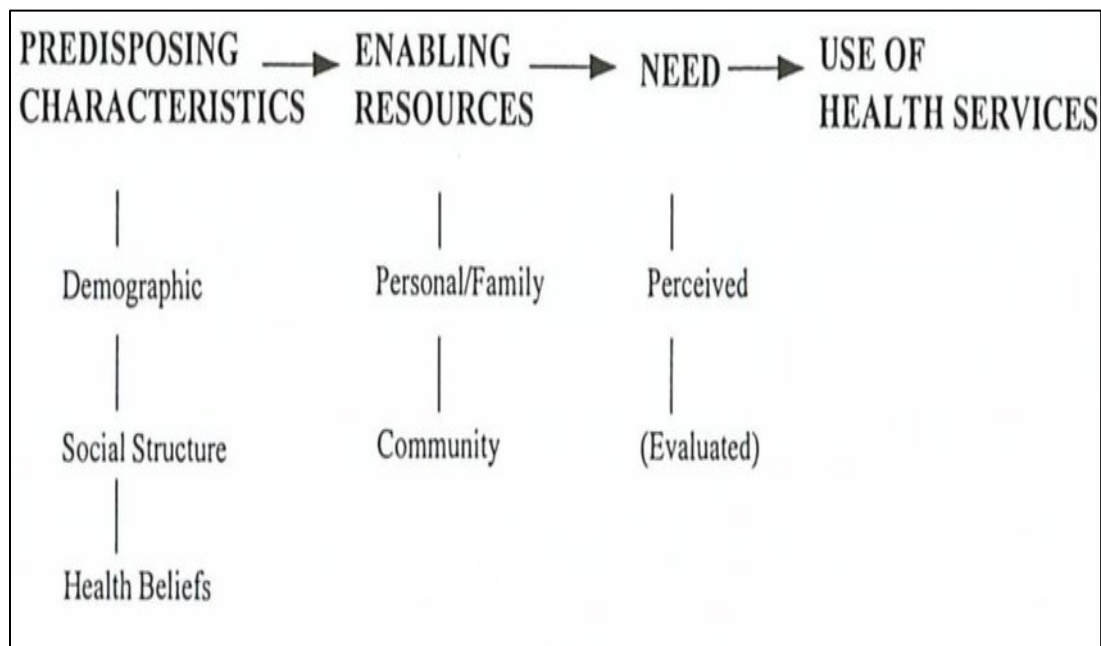 PREDISPOSING
CHARACTERISTICS
ENABLING
RESOURCES
NEED
USE OF
HEALTH SERVICES
Demographic
Social Structure
Health Beliefs
Personal/Family
Community
Perceived
(Evaluated)